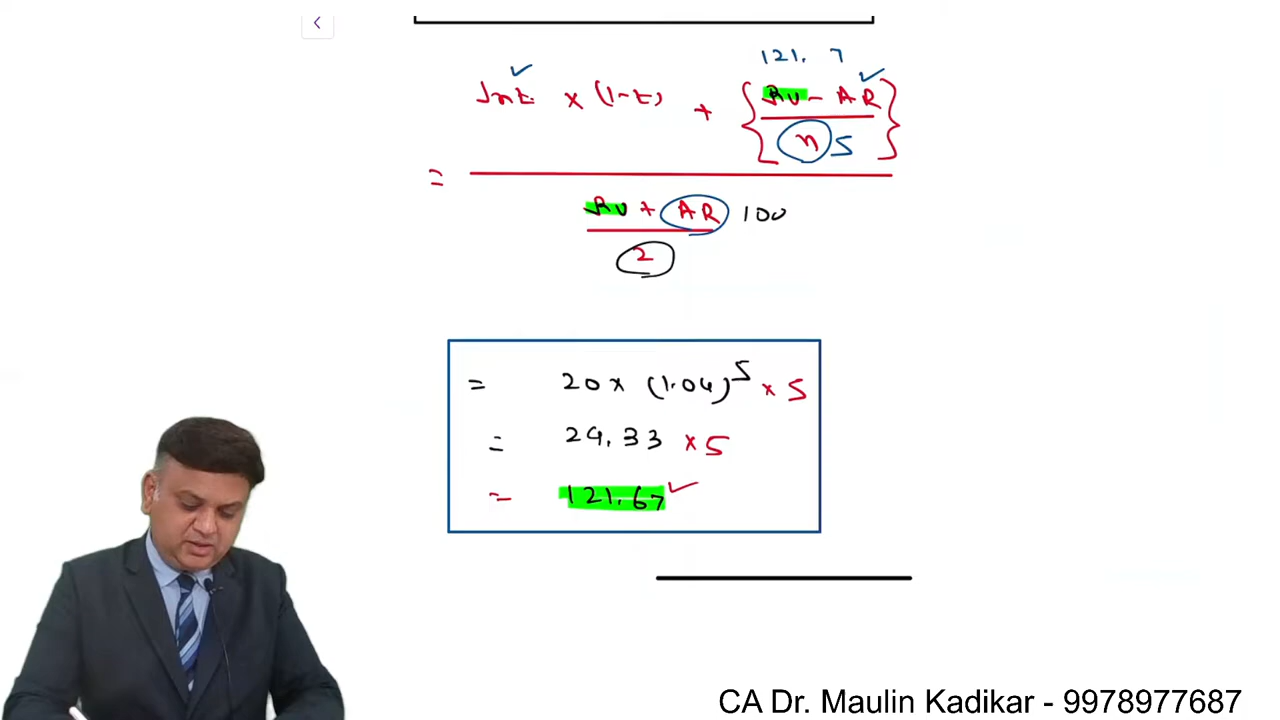 121.7
Int. x (1-t) + { RV - AR / n 5 }
=
RV + AR 100
2
= 20 x (1.04)^5 x 5
= 24.33 x 5
= 121.67
CA Dr. Maulin Kadikar - 9978977687